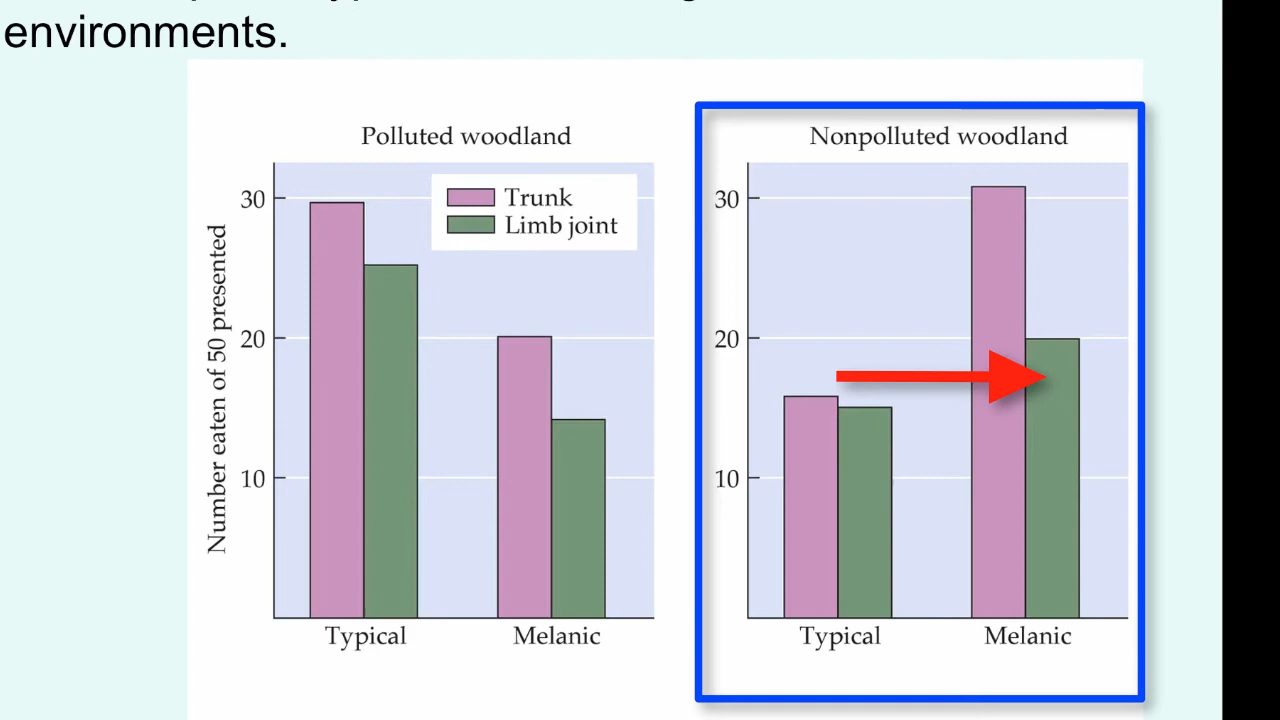 environments.
Polluted woodland
Nonpolluted woodland
Trunk
Limb joint
Number eaten of 50 presented
30
20
10
30
20
10
Typical
Melanic
Typical
Melanic